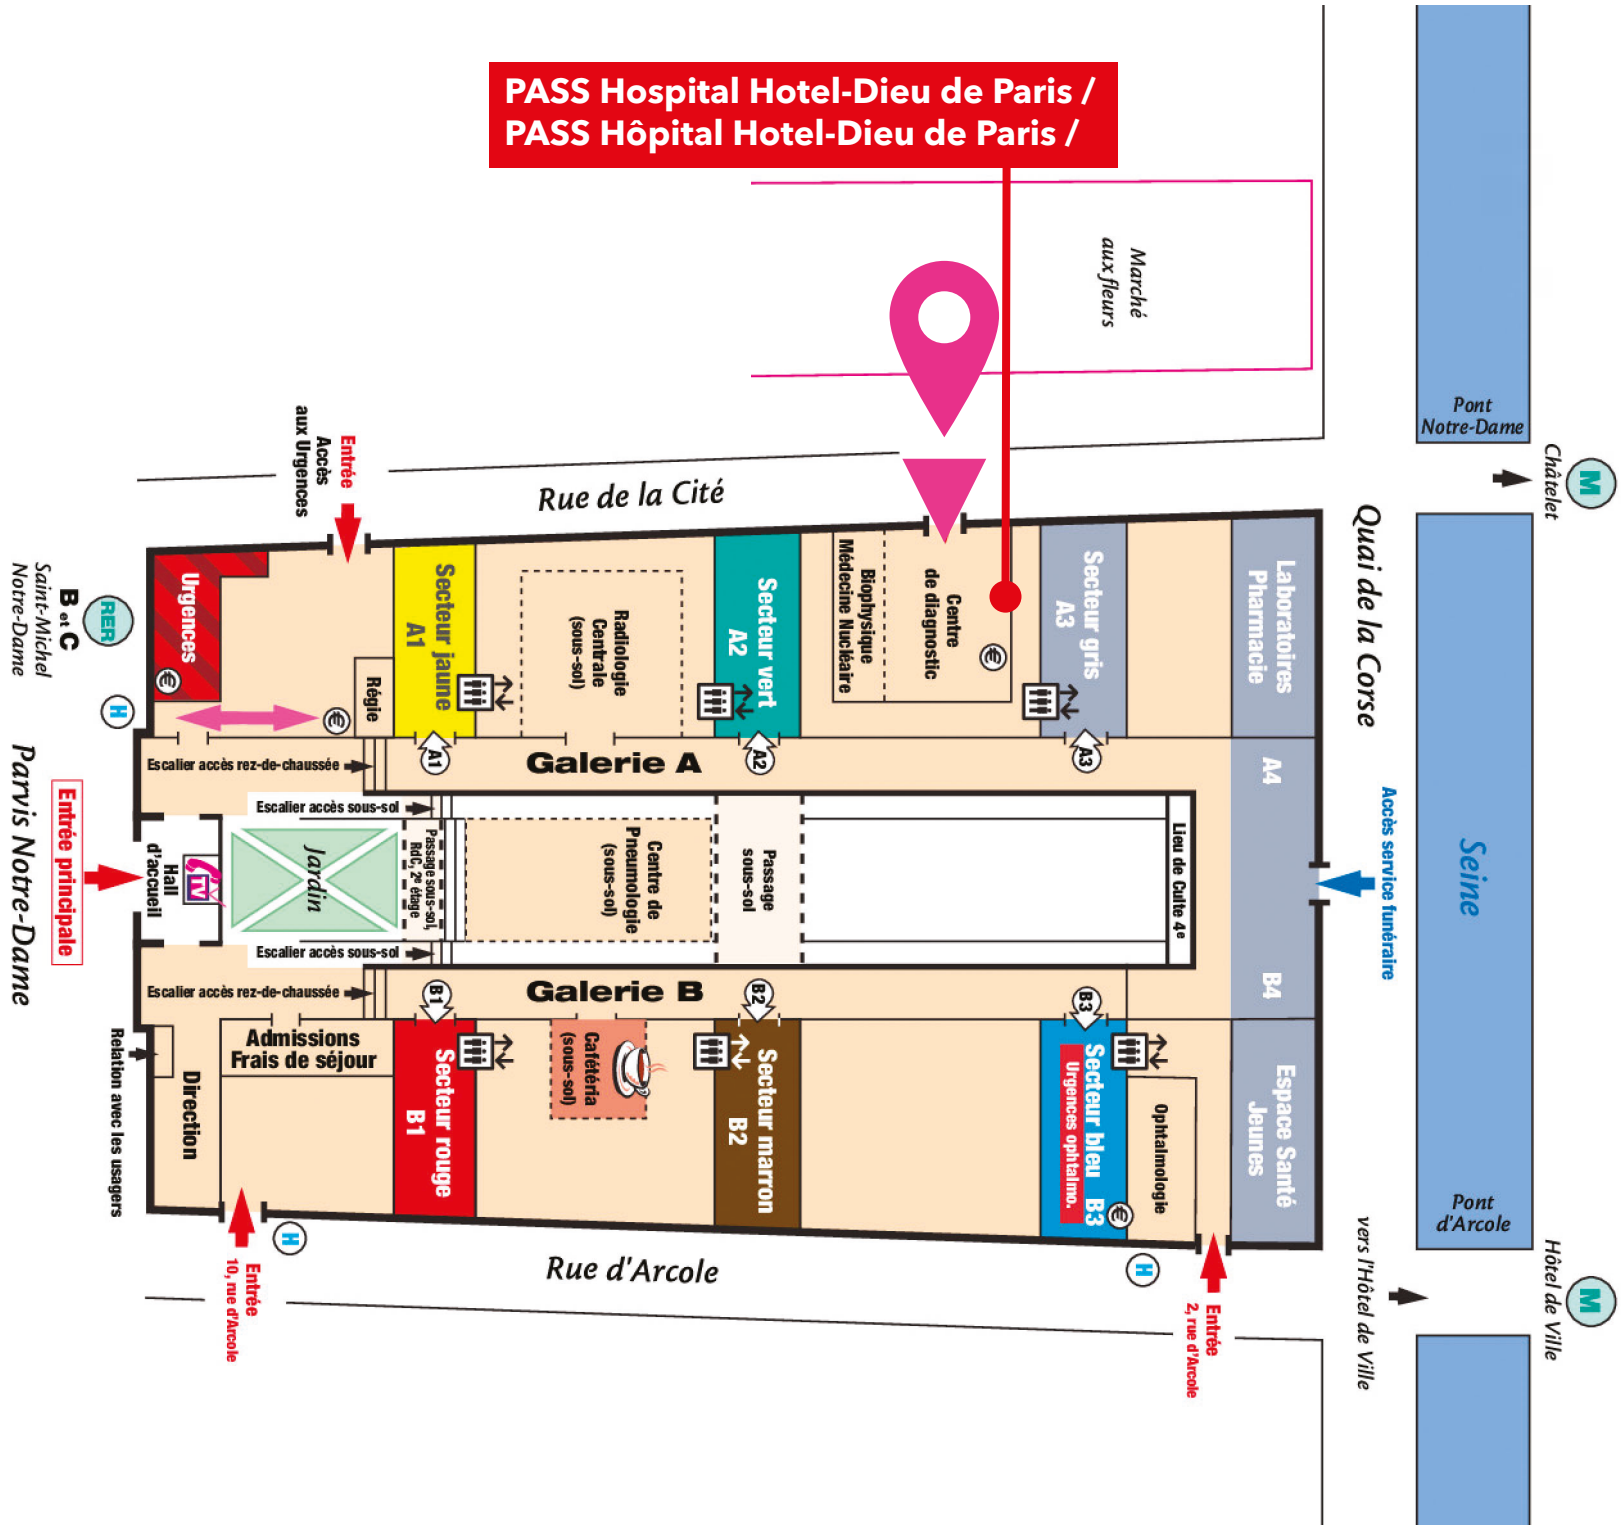 PASS Hospital Hotel-Dieu de Paris /
PASS Hôpital Hotel-Dieu de Paris /
Marché
aux fleurs
Pont
Notre-Dame
M
Châtelet
Entrée
Accès
aux Urgences
Rue de la Cité
Quai de la Corse
RER
B et C
Saint-Michel
Notre-Dame
H
Urgences
€
€
Régie
Secteur jaune
A1
Radiologie
Centrale
(sous-sol)
Secteur vert
A2
Biophysique
Médecine Nucléaire
Centre
de diagnostic
€
Secteur gris
A3
Laboratoires
Pharmacie
Escalier accès rez-de-chaussée
A1
Galerie A
A2
A3
A4
Accès service funéraire
Seine
Parvis Notre-Dame
Entrée principale
Hall
d'accueil
TV
Escalier accès sous-sol
Jardin
Passage sous-sol,
RdC, 2e étage
Centre de
Pneumologie
(sous-sol)
Passage
sous-sol
Lieu de Culte 4e
Escalier accès sous-sol
Escalier accès rez-de-chaussée
B1
Galerie B
B2
B3
B4
Relation avec les usagers
Direction
Admissions
Frais de séjour
Secteur rouge
B1
Cafétéria
(sous-sol)
Secteur marron
B2
Secteur bleu B3
Urgences ophtalmo.
€
Ophtalmologie
Espace Santé
Jeunes
Pont
d'Arcole
H
Entrée
10, rue d'Arcole
Rue d'Arcole
H
Entrée
2, rue d'Arcole
vers l'Hôtel de Ville
M
Hôtel de Ville